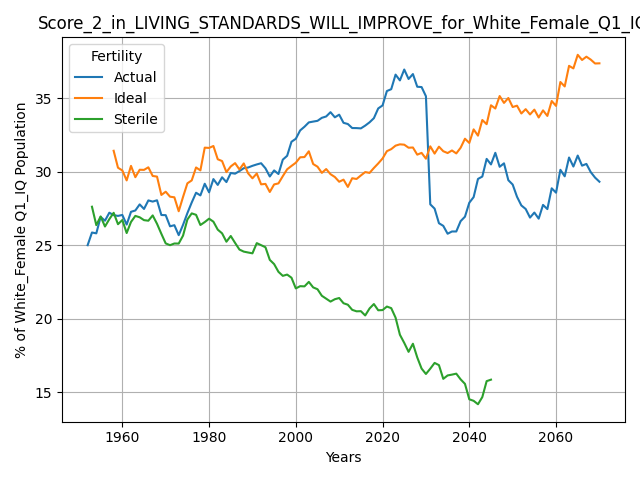 Score_2_in_LIVING_STANDARDS_WILL_IMPROVE_for_White_Female_Q1_IQ
Fertility
Actual
Ideal
Sterile
% of White_Female Q1_IQ Population
35
30
25
20
15
1960 1980 2000 2020 2040 2060
Years